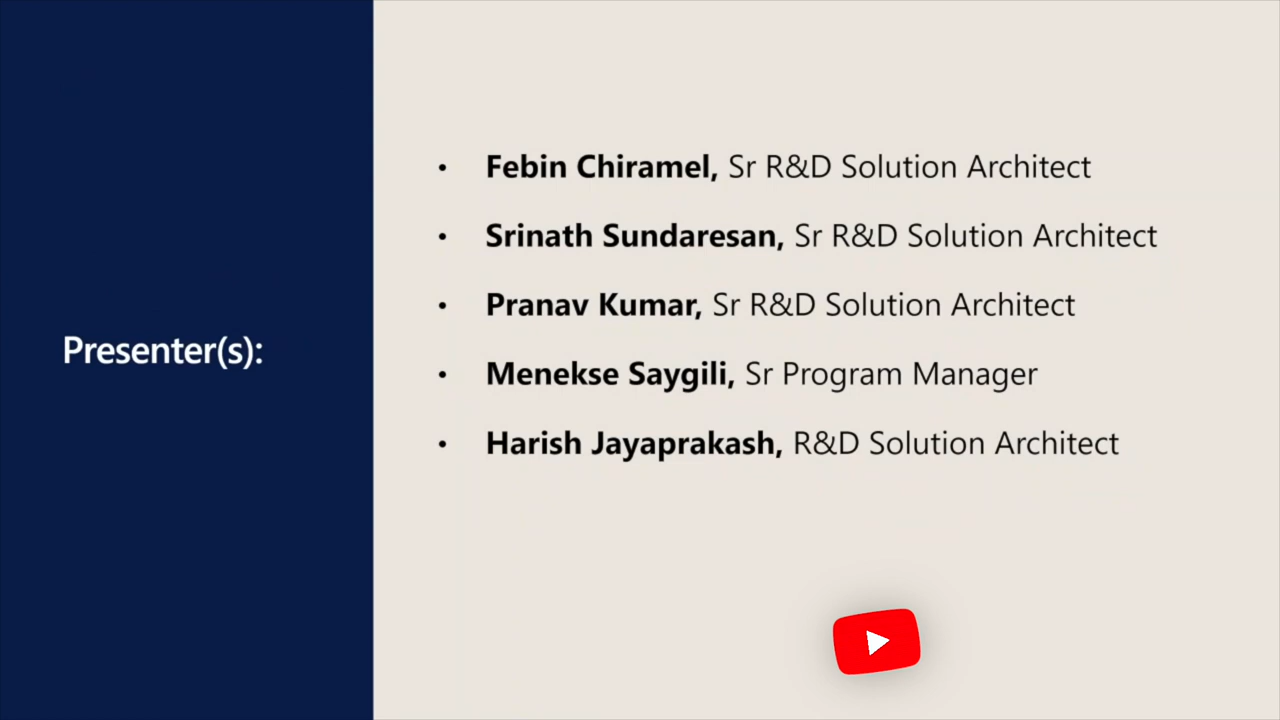 Presenter(s):
• Febin Chiramel, Sr R&D Solution Architect
• Srinath Sundaresan, Sr R&D Solution Architect
• Pranav Kumar, Sr R&D Solution Architect
• Menekse Saygili, Sr Program Manager
• Harish Jayaprakash, R&D Solution Architect